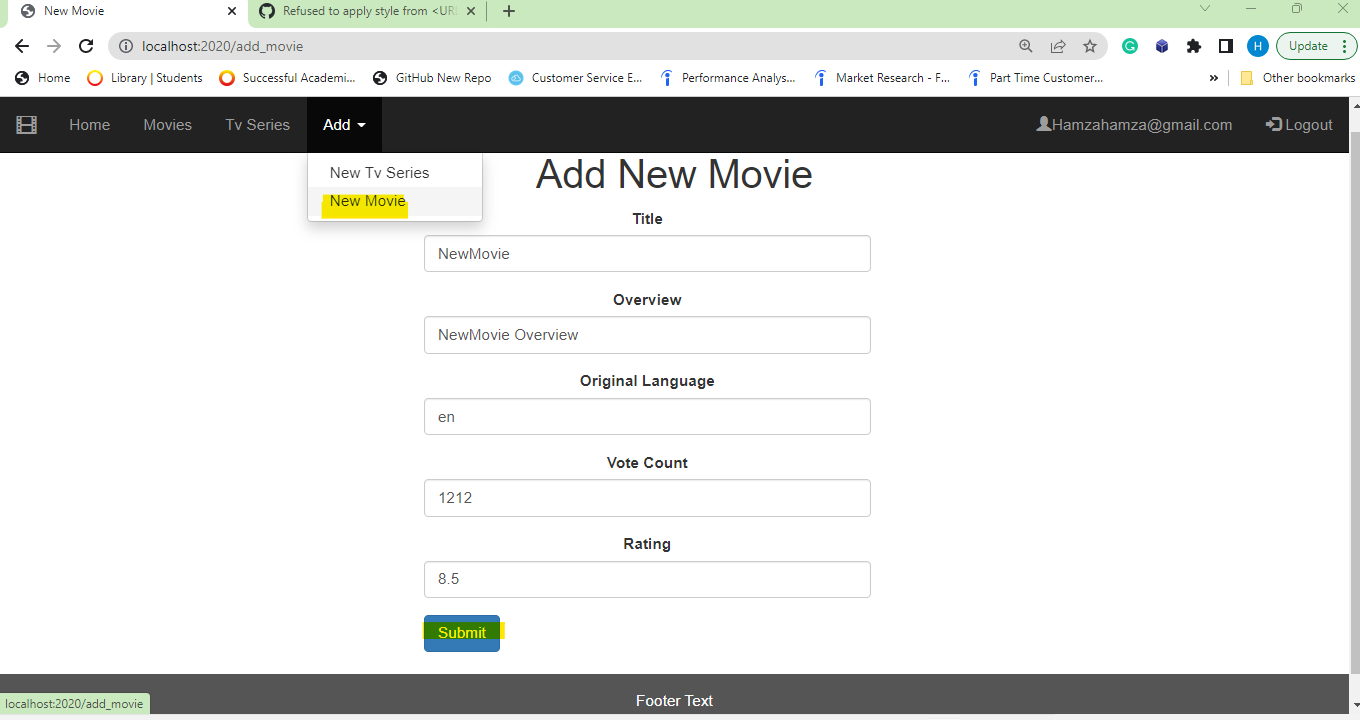 New Movie
Refused to apply style from <URL
localhost:2020/add_movie
H
Update
Home
Library | Students
Successful Academi...
GitHub New Repo
Customer Service E...
Performance Analys...
Market Research - F...
Part Time Customer...
»
Other bookmarks
Home Movies Tv Series Add Hamzahamza@gmail.com Logout
New Tv Series
New Movie
Add New Movie
Title
NewMovie
Overview
NewMovie Overview
Original Language
en
Vote Count
1212
Rating
8.5
Submit
Footer Text
localhost:2020/add_movie